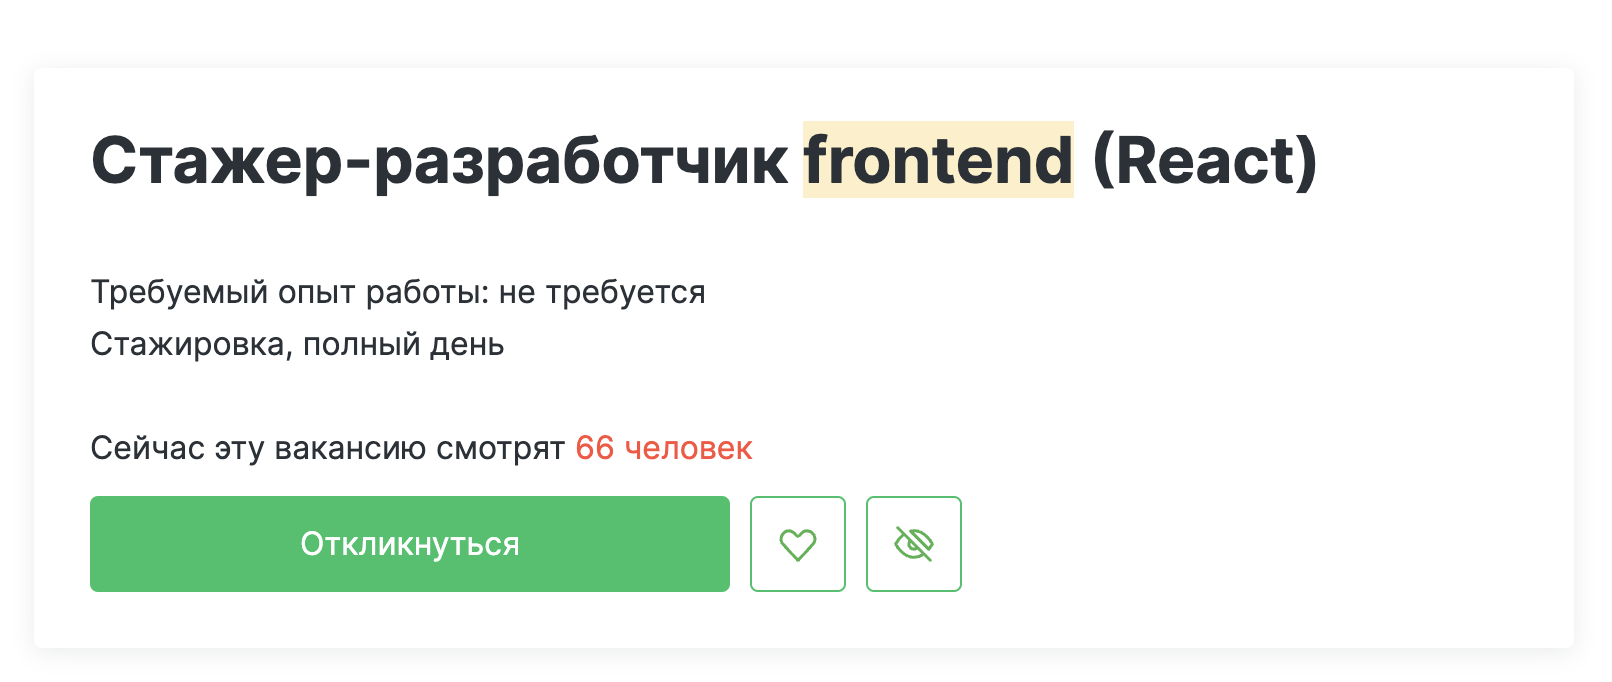 Стажер-разработчик frontend (React)
Требуемый опыт работы: не требуется
Стажировка, полный день
Сейчас эту вакансию смотрят 66 человек
Откликнуться